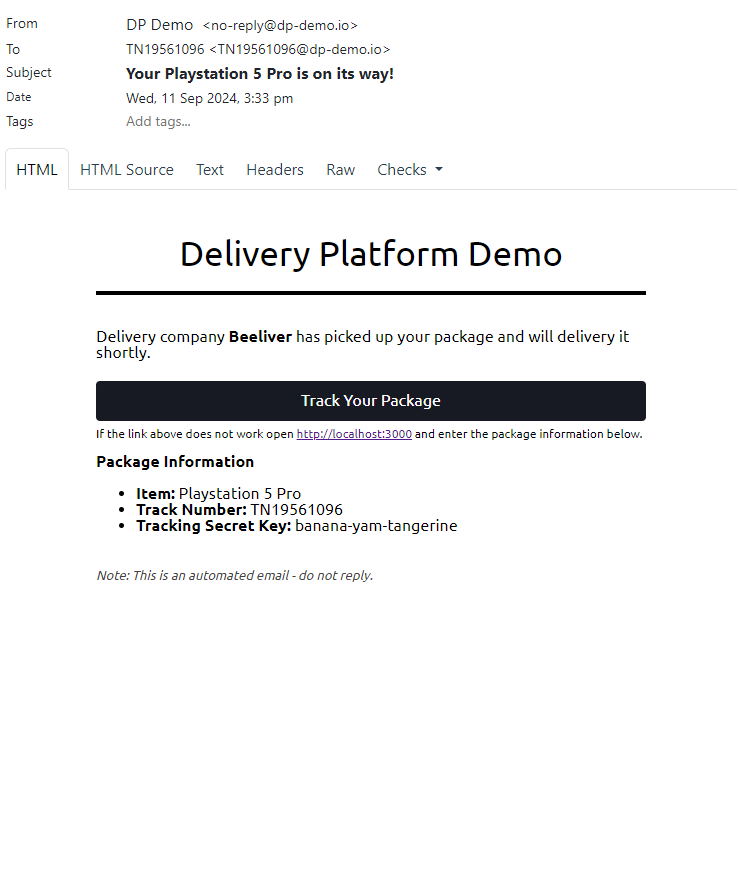 From DP Demo <no-reply@dp-demo.io>
To TN19561096 <TN19561096@dp-demo.io>
Subject Your Playstation 5 Pro is on its way!
Date Wed, 11 Sep 2024, 3:33 pm
Tags Add tags...
HTML HTML Source Text Headers Raw Checks
Delivery Platform Demo
Delivery company Beeliver has picked up your package and will delivery it
shortly.
Track Your Package
If the link above does not work open http://localhost:3000 and enter the package information below.
Package Information
• Item: Playstation 5 Pro
• Track Number: TN19561096
• Tracking Secret Key: banana-yam-tangerine
Note: This is an automated email - do not reply.